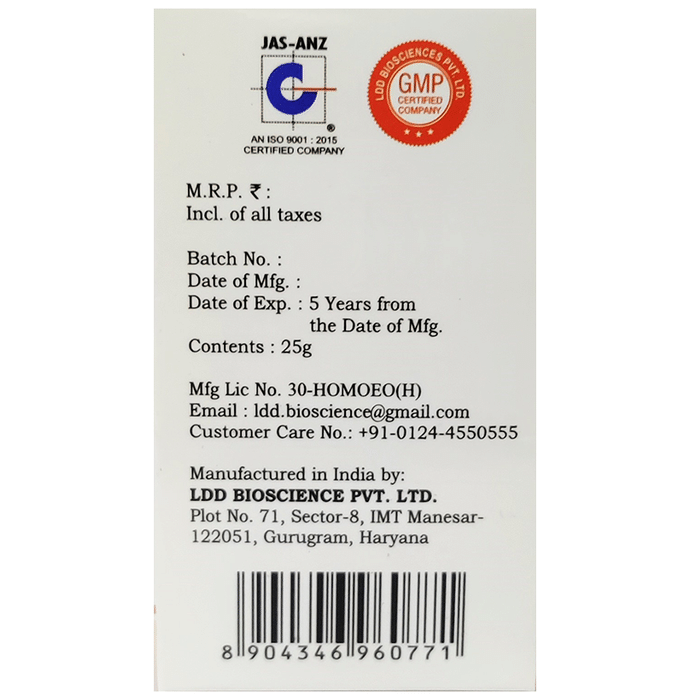 JAS-ANZ
®
AN ISO 9001 : 2015
CERTIFIED COMPANY
LDD BIOSCIENCES PVT. LTD.
GMP
CERTIFIED
COMPANY
M.R.P. ₹ :
Incl. of all taxes
Batch No. :
Date of Mfg. :
Date of Exp. : 5 Years from
the Date of Mfg.
Contents : 25g
Mfg Lic No. 30-HOMOEO(H)
Email : ldd.bioscience@gmail.com
Customer Care No.: +91-0124-4550555
Manufactured in India by:
LDD BIOSCIENCE PVT. LTD.
Plot No. 71, Sector-8, IMT Manesar-
122051, Gurugram, Haryana
8 904346 960771